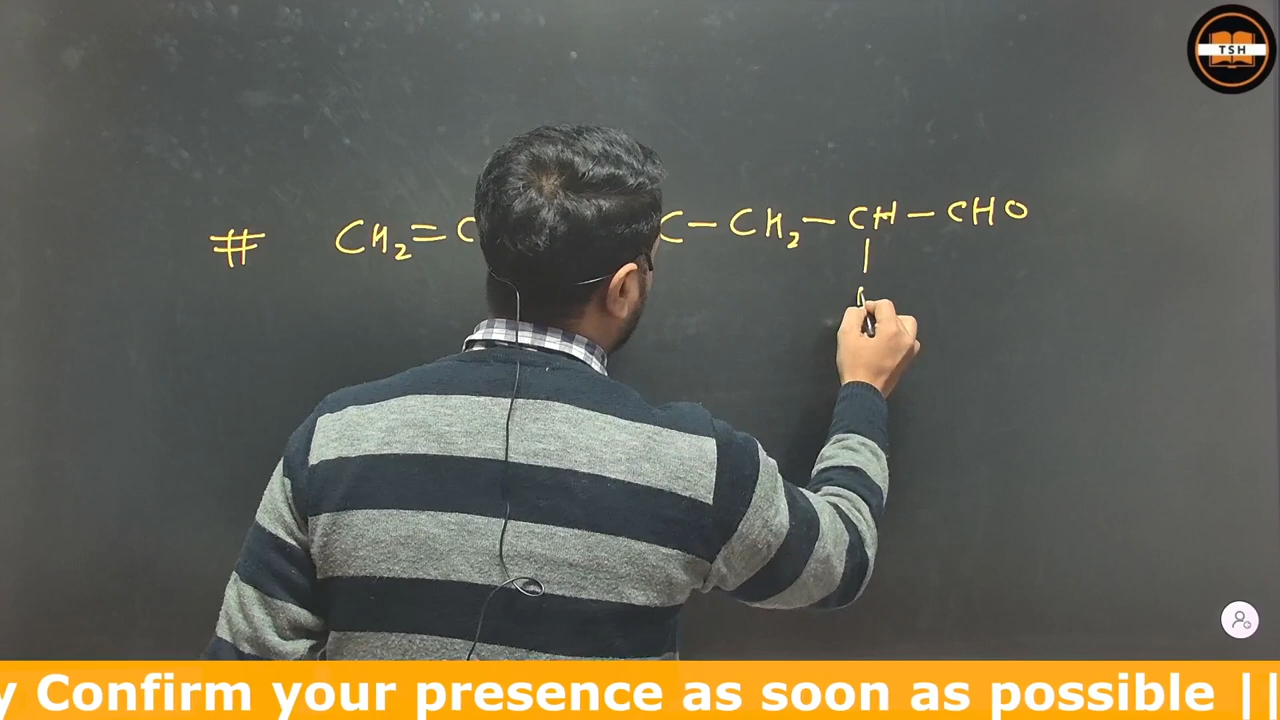 TSH
# CH₂=C C-CH₂-CH-CHO
|
y Confirm your presence as soon as possible ||